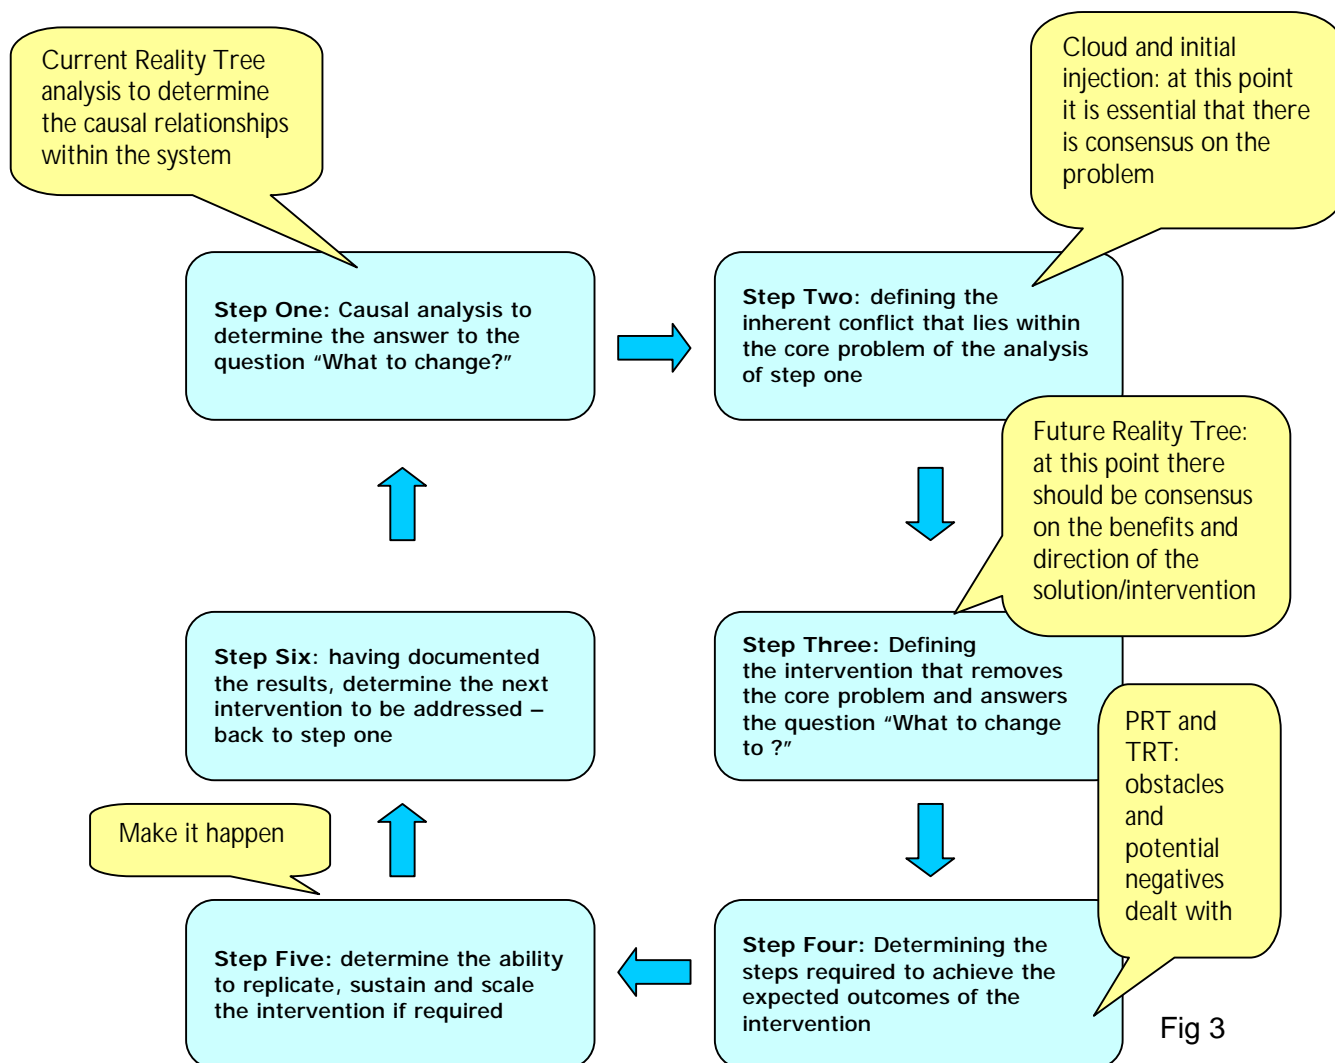 Current Reality Tree
analysis to determine
the causal relationships
within the system
Cloud and initial
injection: at this point
it is essential that there
is consensus on the
problem
Step One: Causal analysis to
determine the answer to the
question “What to change?”
Step Two: defining the
inherent conflict that lies within
the core problem of the analysis
of step one
Future Reality Tree:
at this point there
should be consensus
on the benefits and
direction of the
solution/intervention
Step Three: Defining
the intervention that removes
the core problem and answers
the question “What to change
to ?”
PRT and
TRT:
obstacles
and
potential
negatives
dealt with
Step Four: Determining the
steps required to achieve the
expected outcomes of the
intervention
Make it happen
Step Five: determine the ability
to replicate, sustain and scale
the intervention if required
Step Six: having documented
the results, determine the next
intervention to be addressed –
back to step one
Fig 3